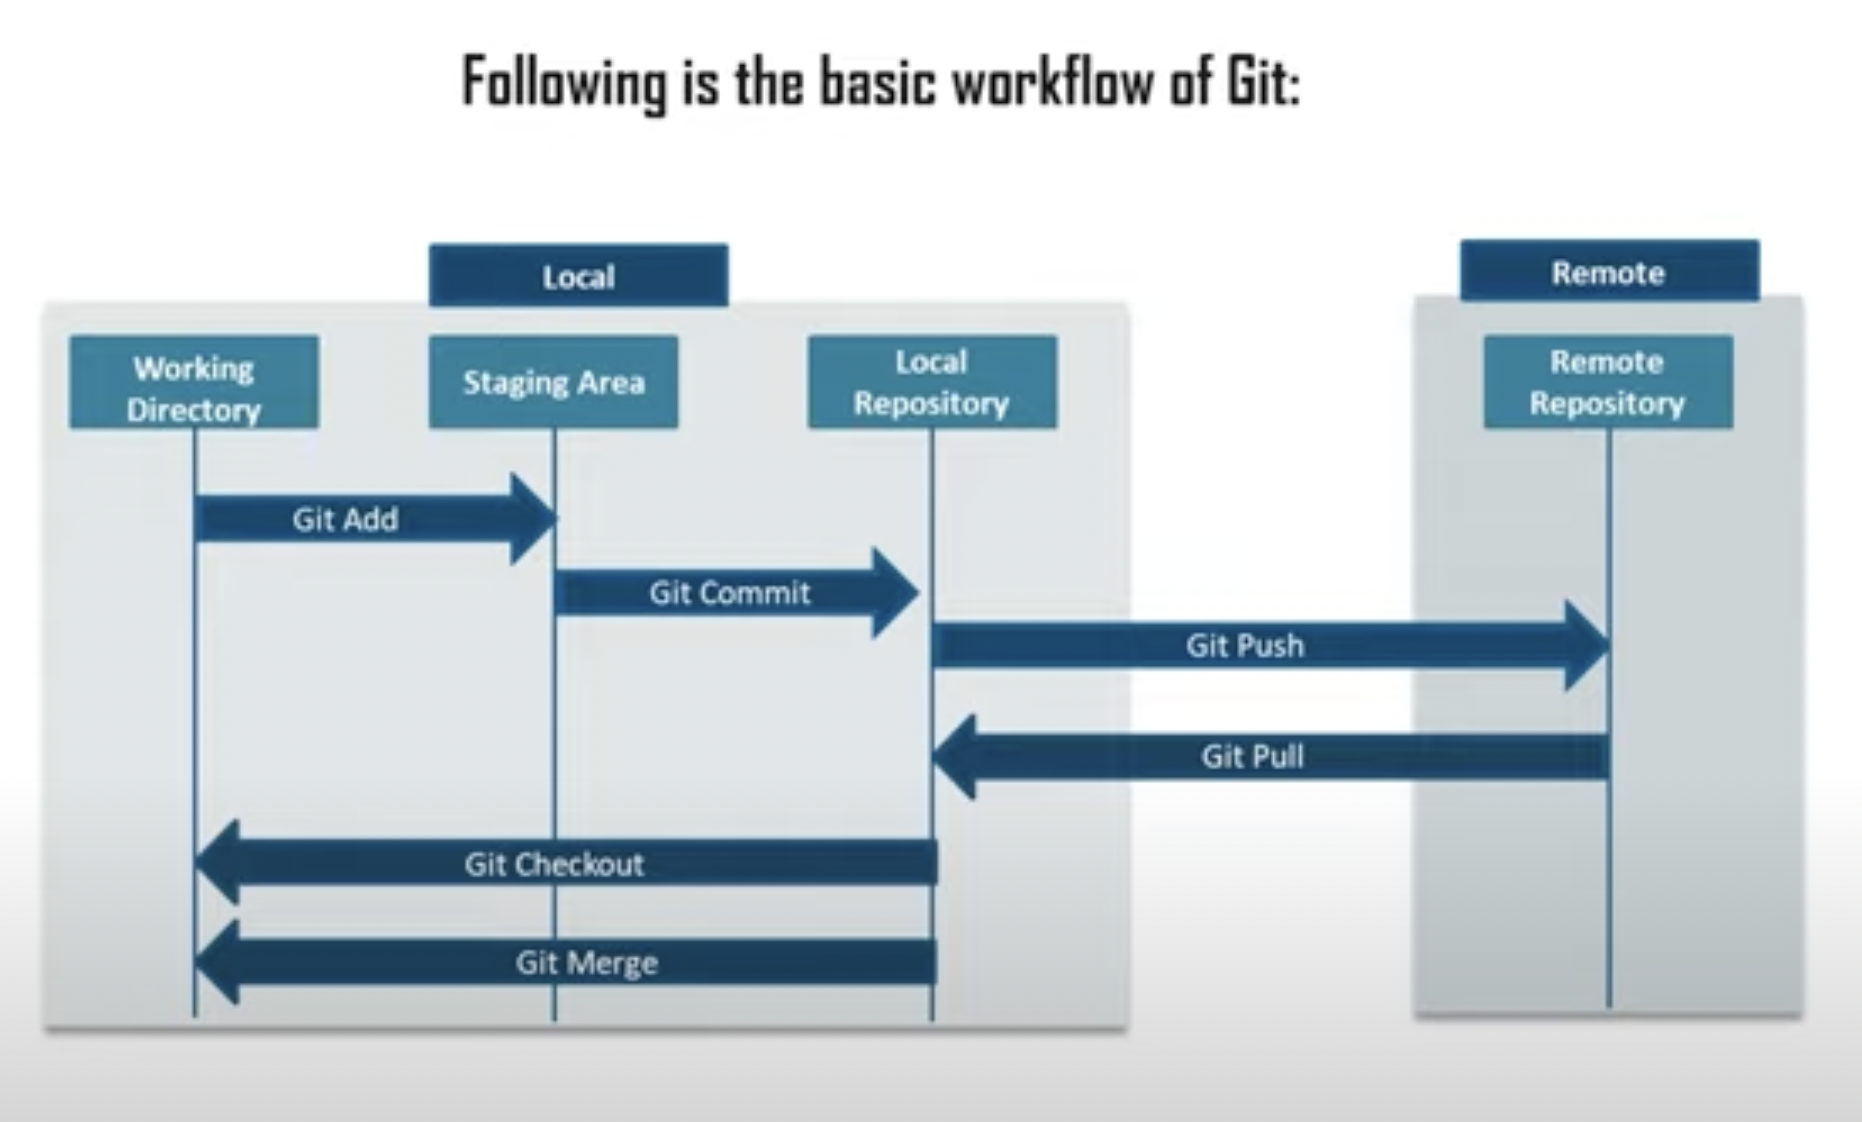 Following is the basic workflow of Git:
Local
Remote
Working
Directory
Staging Area
Local
Repository
Remote
Repository
Git Add
Git Commit
Git Push
Git Pull
Git Checkout
Git Merge